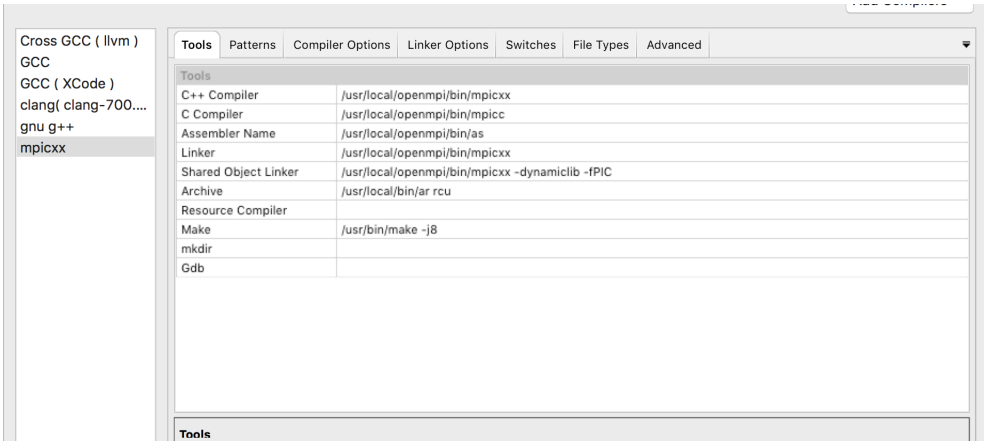 Add Compilers
Cross GCC ( llvm )
GCC
GCC ( XCode )
clang( clang-700....
gnu g++
mpicxx
Tools Patterns Compiler Options Linker Options Switches File Types Advanced
Tools
C++ Compiler /usr/local/openmpi/bin/mpicxx
C Compiler /usr/local/openmpi/bin/mpicc
Assembler Name /usr/local/openmpi/bin/as
Linker /usr/local/openmpi/bin/mpicxx
Shared Object Linker /usr/local/openmpi/bin/mpicxx -dynamiclib -fPIC
Archive /usr/local/bin/ar rcu
Resource Compiler
Make /usr/bin/make -j8
mkdir
Gdb
Tools